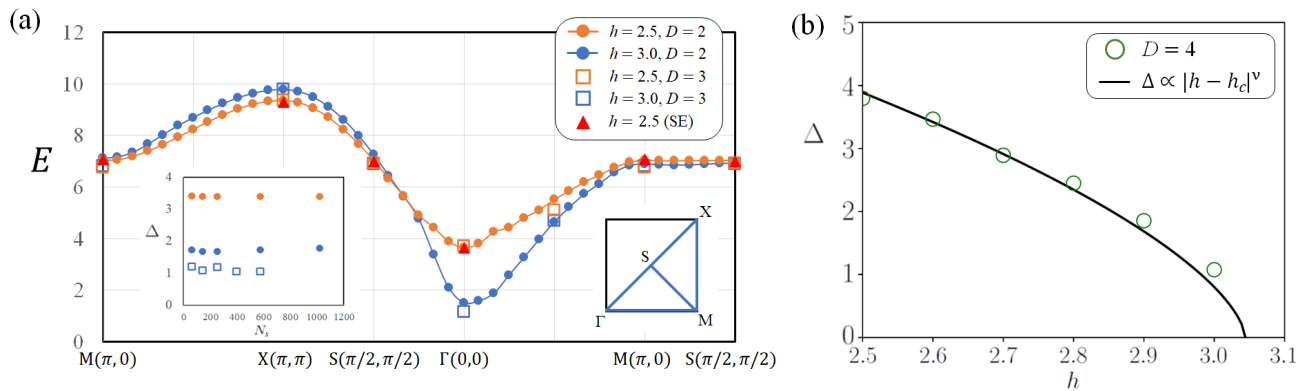 (a)
12
10
8
6
4
2
0
E
h = 2.5, D = 2
h = 3.0, D = 2
h = 2.5, D = 3
h = 3.0, D = 3
h = 2.5 (SE)
4
3
2
1
0
Δ
0 200 400 600 800 1000 1200
N_s
X
S
Γ
M
M(π, 0) X(π, π) S(π/2, π/2) Γ(0,0) M(π, 0) S(π/2, π/2)
(b)
5
4
3
2
1
0
Δ
D = 4
Δ ∝ |h − h_c|^ν
2.5 2.6 2.7 2.8 2.9 3.0 3.1
h